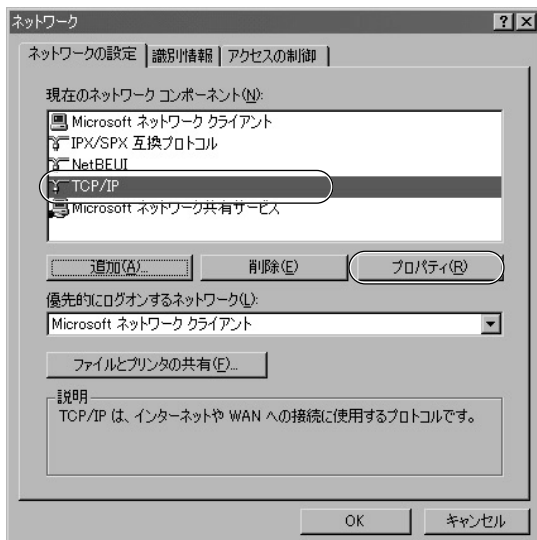 ネットワーク
ネットワークの設定 識別情報 アクセスの制御
現在のネットワーク コンポーネント(N):
Microsoft ネットワーク クライアント
IPX/SPX 互換プロトコル
NetBEUI
TCP/IP
Microsoft ネットワーク共有サービス
追加(A)... 削除(E) プロパティ(R)
優先的にログオンするネットワーク(L):
Microsoft ネットワーク クライアント
ファイルとプリンタの共有(F)...
説明
TCP/IP は、インターネットや WAN への接続に使用するプロトコルです。
OK キャンセル